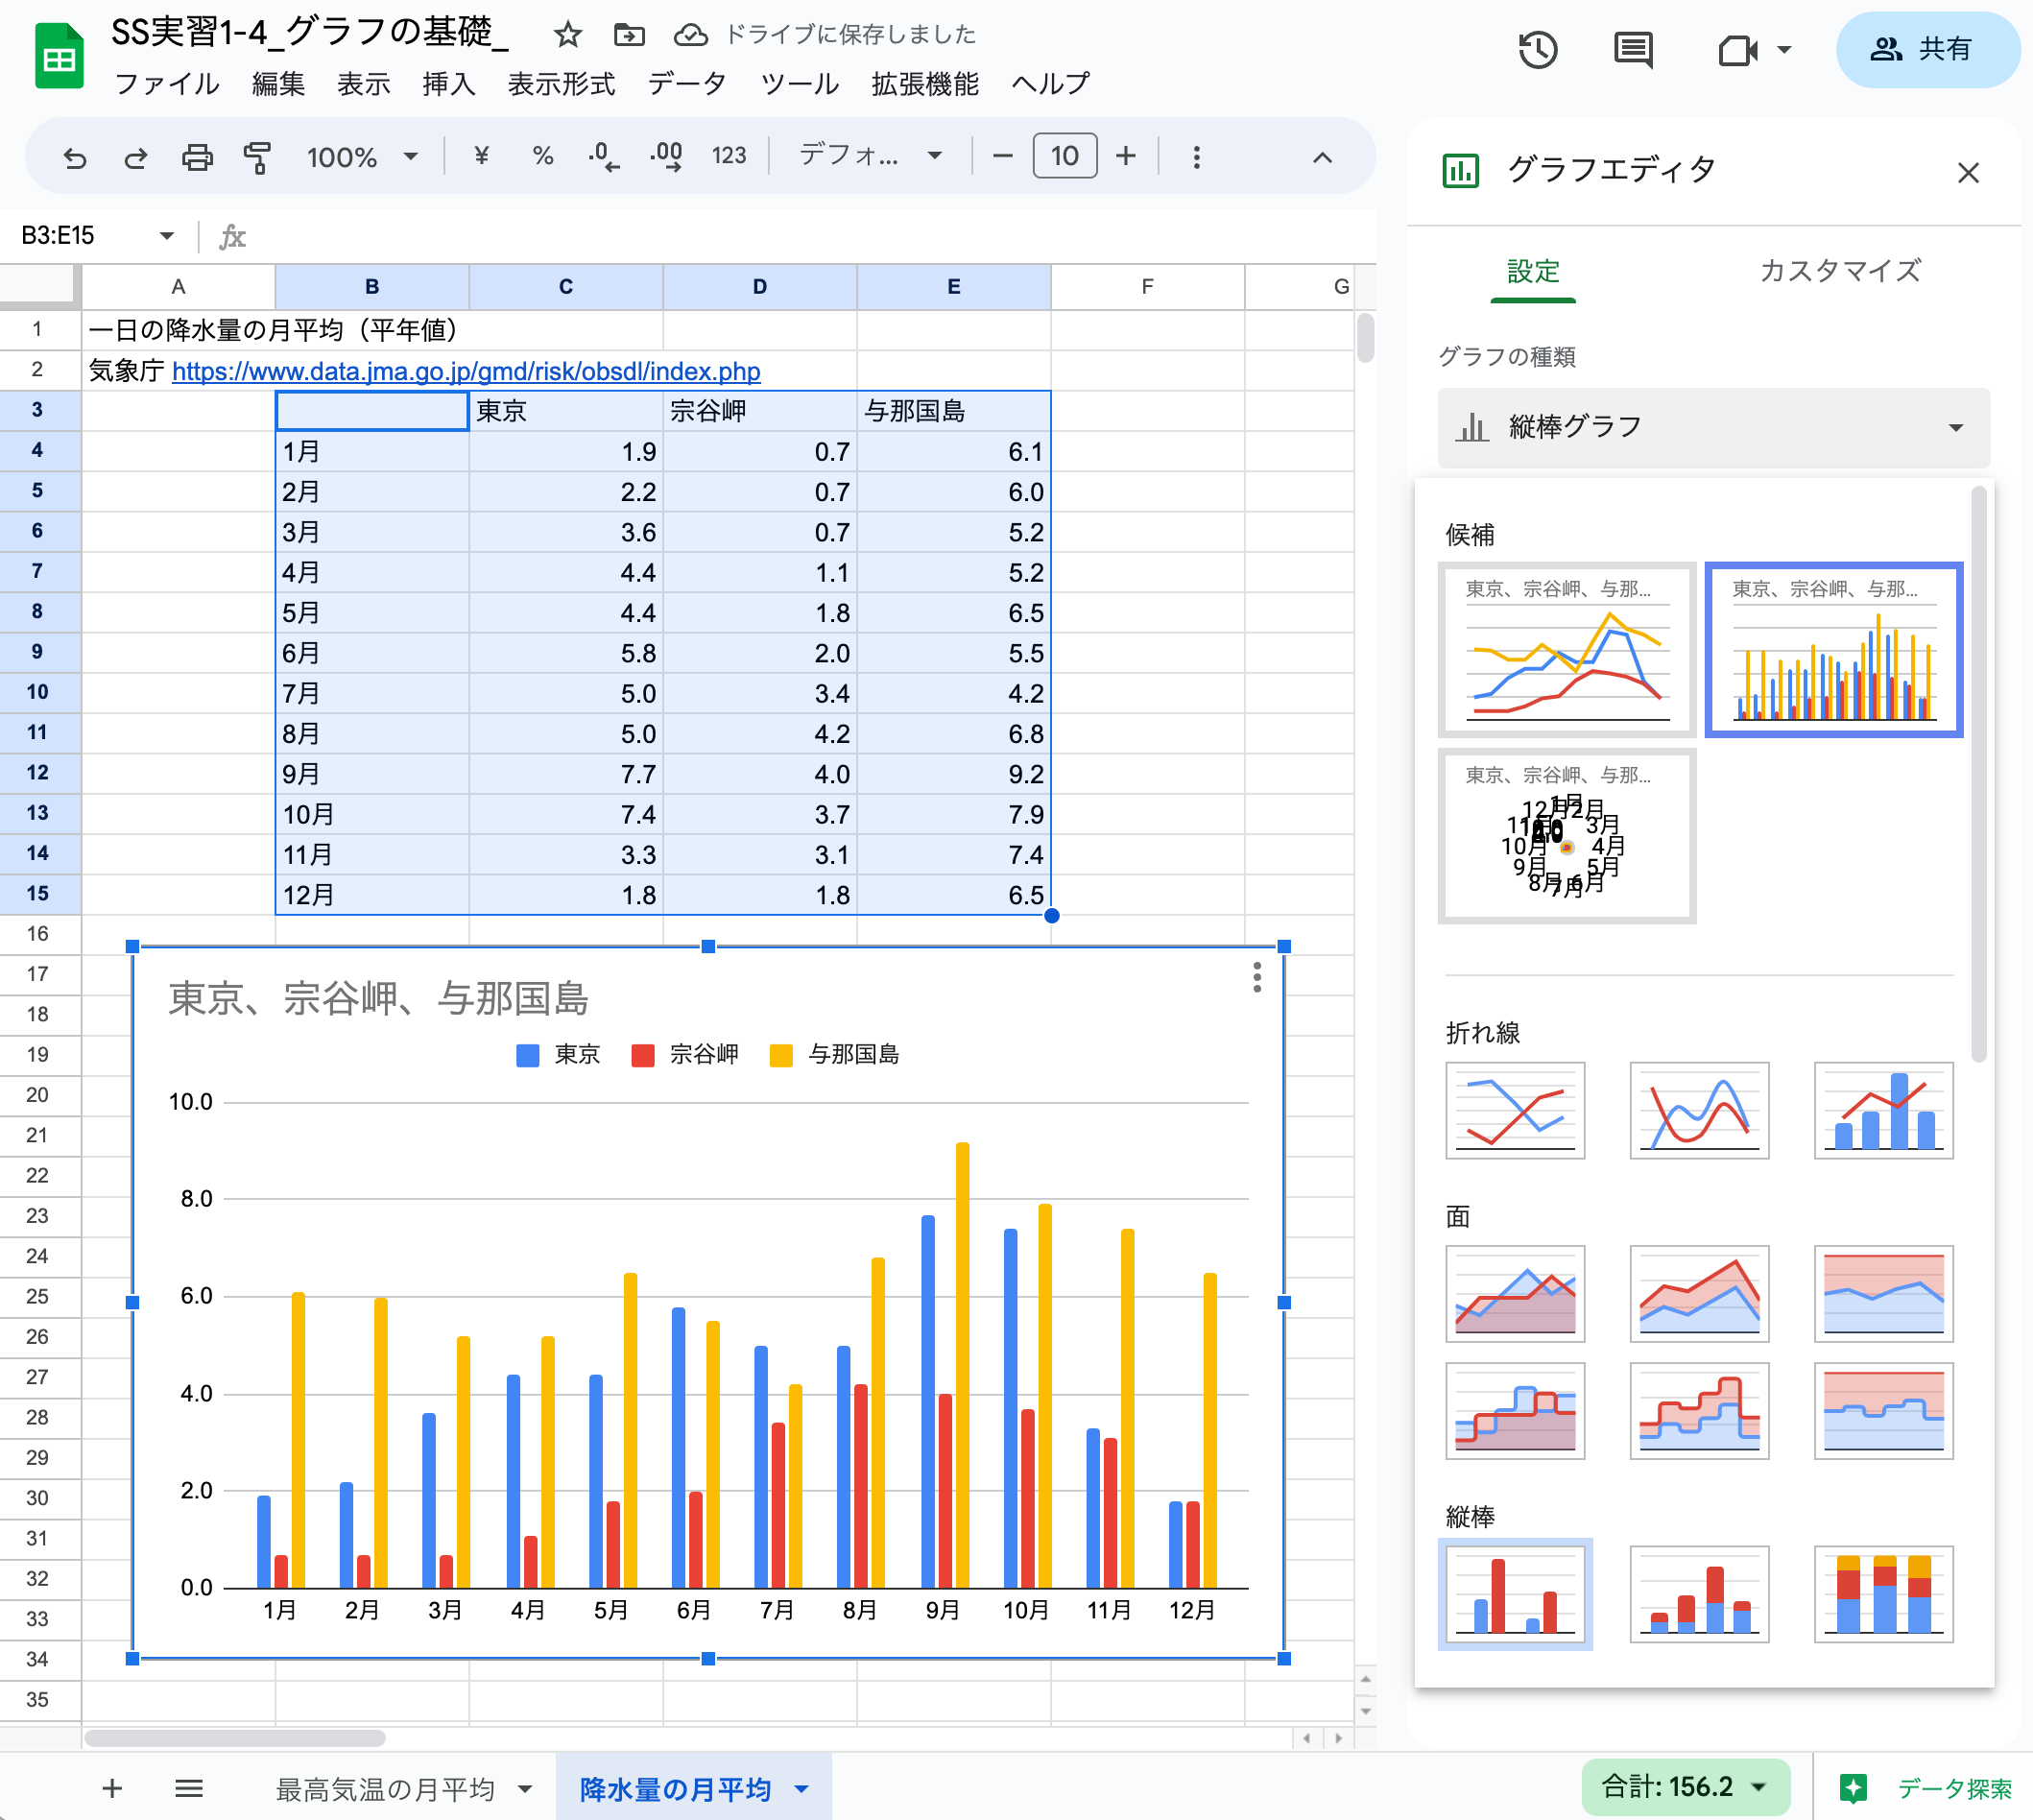 SS実習1-4_グラフの基礎_ ドライブに保存しました
ファイル 編集 表示 挿入 表示形式 データ ツール 拡張機能 ヘルプ
共有
100% ¥ % .0 .00 123 デフォ... 10
B3:E15 fx
A B C D E F G
1 一日の降水量の月平均（平年値）
2 気象庁 https://www.data.jma.go.jp/gmd/risk/obsdl/index.php
3 東京 宗谷岬 与那国島
4 1月 1.9 0.7 6.1
5 2月 2.2 0.7 6.0
6 3月 3.6 0.7 5.2
7 4月 4.4 1.1 5.2
8 5月 4.4 1.8 6.5
9 6月 5.8 2.0 5.5
10 7月 5.0 3.4 4.2
11 8月 5.0 4.2 6.8
12 9月 7.7 4.0 9.2
13 10月 7.4 3.7 7.9
14 11月 3.3 3.1 7.4
15 12月 1.8 1.8 6.5
16
17
18
19
20
21
22
23
24
25
26
27
28
29
30
31
32
33
34
35
東京、宗谷岬、与那国島
東京 宗谷岬 与那国島
10.0
8.0
6.0
4.0
2.0
0.0
1月 2月 3月 4月 5月 6月 7月 8月 9月 10月 11月 12月
グラフエディタ
設定 カスタマイズ
グラフの種類
縦棒グラフ
候補
東京、宗谷岬、与那... 東京、宗谷岬、与那...
東京、宗谷岬、与那...
1月
12月 2月
11月 3月
10月 4月
9月 5月
8月 6月
7月
折れ線
面
縦棒
最高気温の月平均 降水量の月平均 合計: 156.2 データ探索